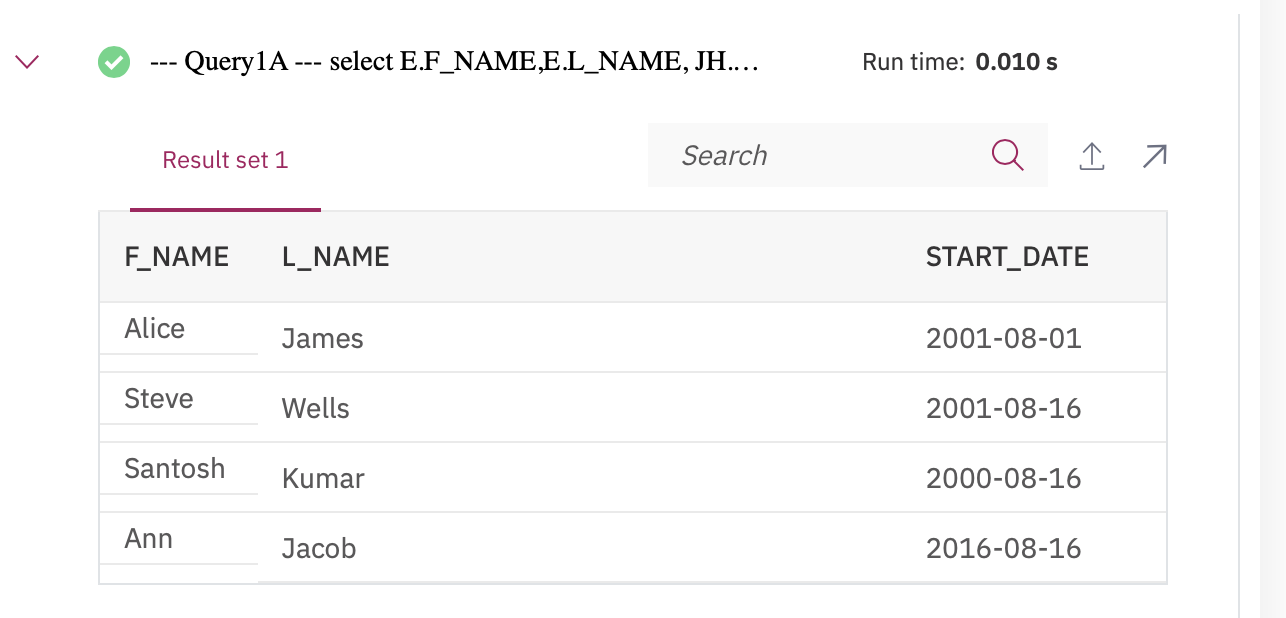 --- Query1A --- select E.F_NAME,E.L_NAME, JH.… Run time: 0.010 s
Result set 1 Search
F_NAME L_NAME START_DATE
Alice James 2001-08-01
Steve Wells 2001-08-16
Santosh Kumar 2000-08-16
Ann Jacob 2016-08-16